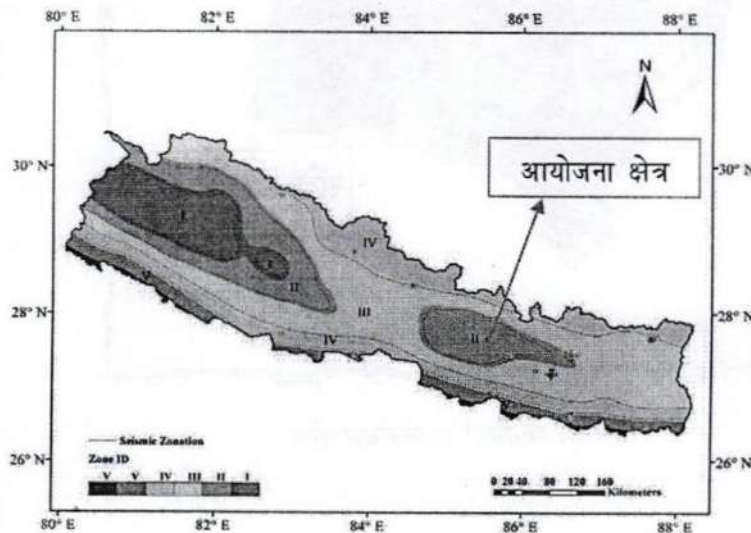 80° E 82° E 84° E 86° E 88° E
N
30° N 30° N
आयोजना क्षेत्र
I
IV
I
II
V
28° N 28° N
III
II
IV
Seismic Zonation
Zone ID
V V IV III II I
26° N 26° N
0 20 40 80 120 160
Kilometers
80° E 82° E 84° E 86° E 88° E